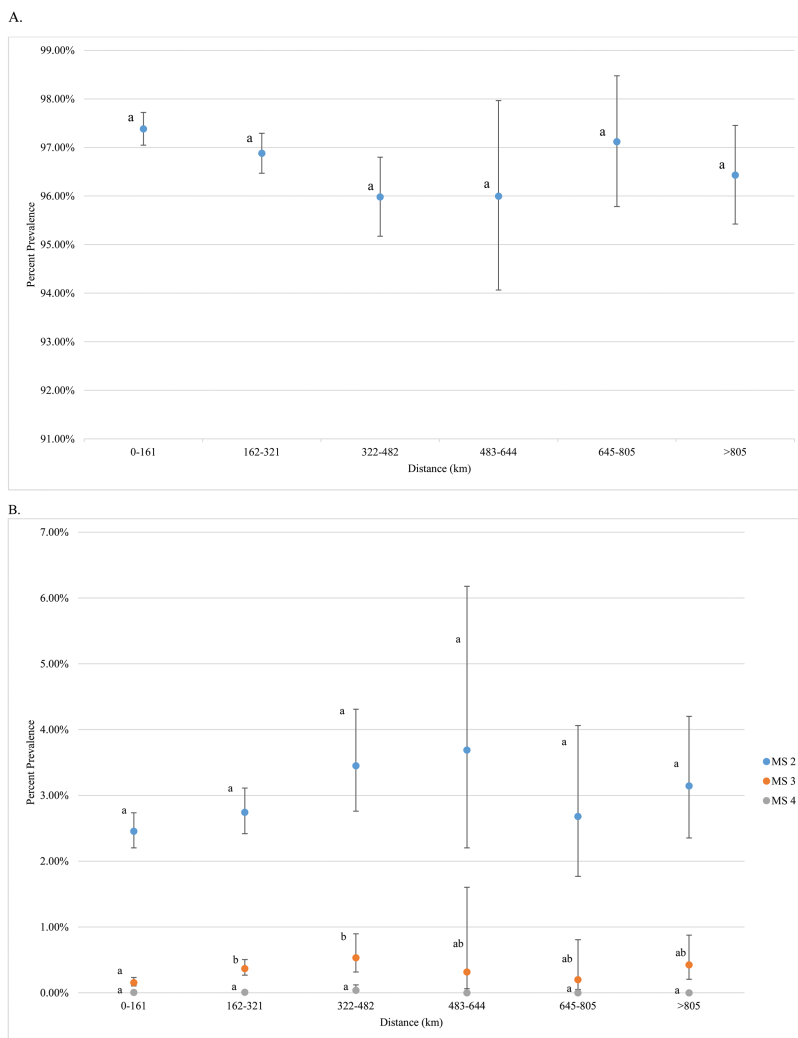 A.
99.00%
98.00%
97.00%
96.00%
95.00%
94.00%
93.00%
92.00%
91.00%
Percent Prevalence
a
a
a
a
a
a
0-161
162-321
322-482
483-644
645-805
>805
Distance (km)
B.
7.00%
6.00%
5.00%
4.00%
3.00%
2.00%
1.00%
0.00%
Percent Prevalence
a
a
a
a
a
a
a
b
b
ab
ab
ab
a
a
a
a
a
MS 2
MS 3
MS 4
0-161
162-321
322-482
483-644
645-805
>805
Distance (km)